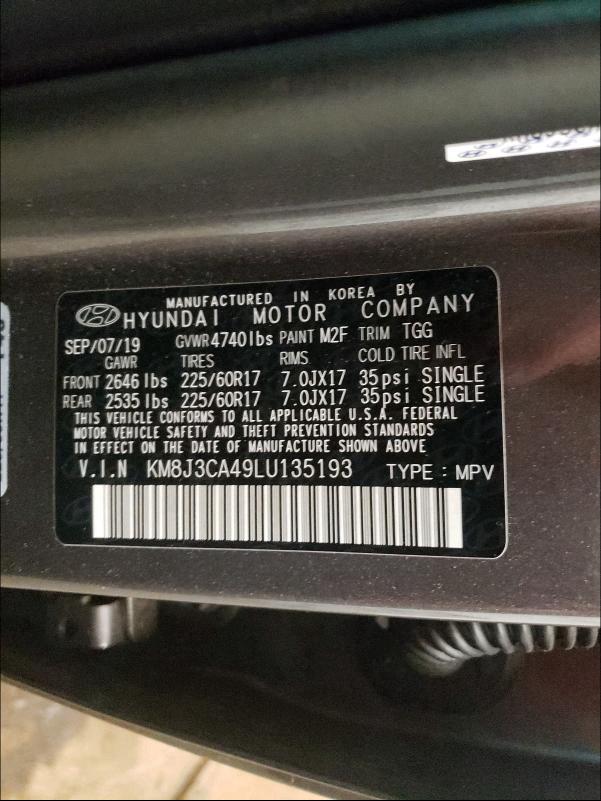 MANUFACTURED IN KOREA BY
HYUNDAI MOTOR COMPANY
SEP/07/19 GVWR 4740lbs PAINT M2F TRIM TGG
GAWR TIRES RIMS. COLD TIRE INFL
FRONT 2646 lbs 225/60R17 7.0JX17 35psi SINGLE
REAR 2535 lbs 225/60R17 7.0JX17 35psi SINGLE
THIS VEHICLE CONFORMS TO ALL APPLICABLE U.S.A. FEDERAL
MOTOR VEHICLE SAFETY AND THEFT PREVENTION STANDARDS
IN EFFECT ON THE DATE OF MANUFACTURE SHOWN ABOVE
V.I.N KM8J3CA49LU135193 TYPE : MPV